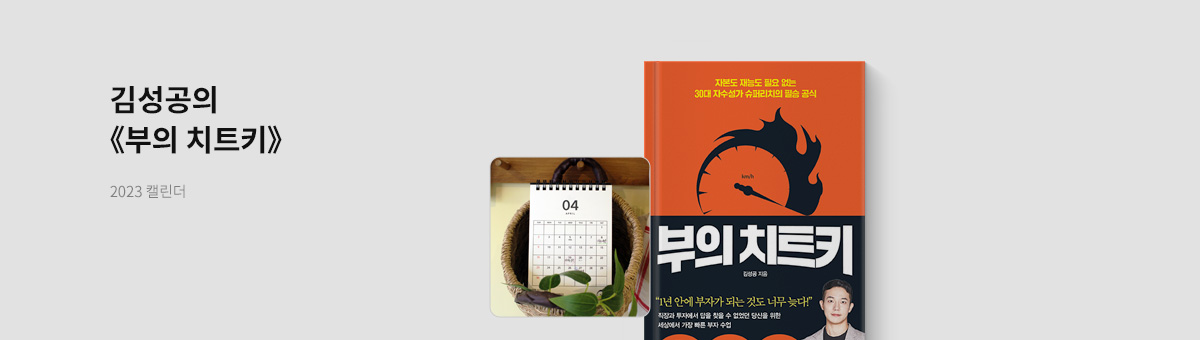 김성공의
《부의 치트키》
2023 캘린더
04
APRIL
자본도 재능도 필요 없는
30대 자수성가 슈퍼리치의 필승 공식
km/h
부의 치트키
김성공 지음
“1년 안에 부자가 되는 것도 너무 늦다!”
직장과 투자에서 답을 찾을 수 없었던 당신을 위한
세상에서 가장 빠른 부자 수업